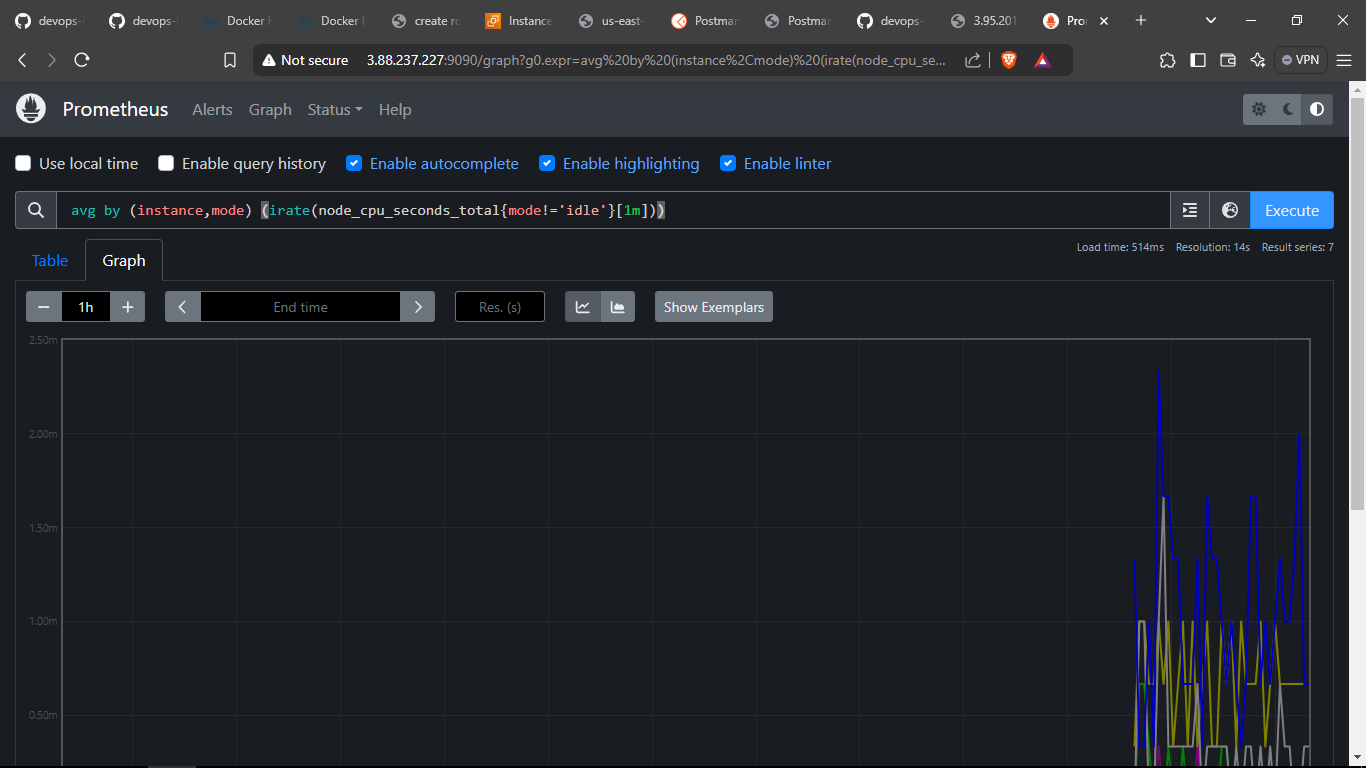 devops- devops- Docker H Docker H create ro Instance us-east- Postmar Postmar devops- 3.95.201 Pro
Not secure 3.88.237.227:9090/graph?g0.expr=avg%20by%20(instance%2Cmode)%20(irate(node_cpu_se... VPN
Prometheus Alerts Graph Status Help
Use local time Enable query history Enable autocomplete Enable highlighting Enable linter
avg by (instance,mode) (irate(node_cpu_seconds_total{mode!='idle'}[1m])) Execute
Load time: 514ms Resolution: 14s Result series: 7
Table Graph
− 1h + End time Res. (s) Show Exemplars
2.50m
2.00m
1.50m
1.00m
0.50m